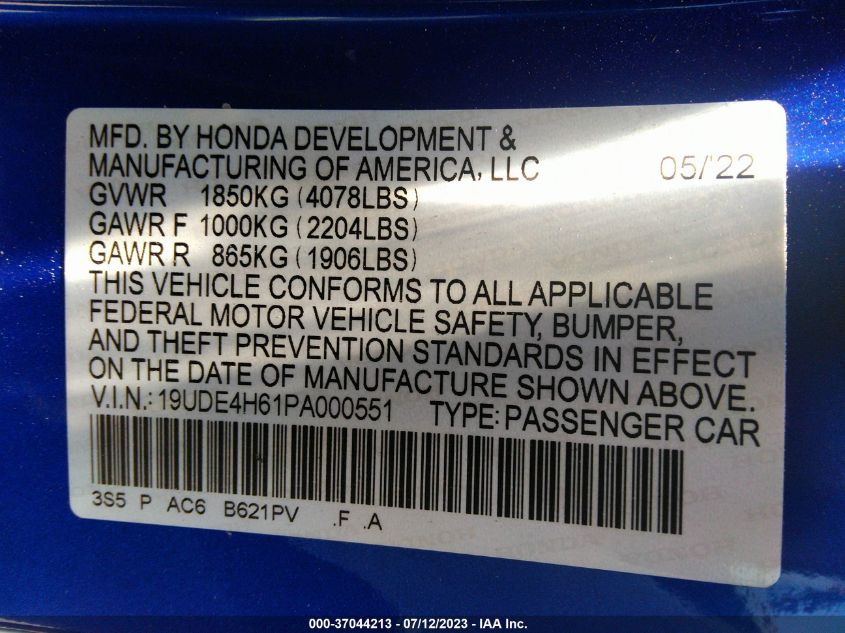 MFD. BY HONDA DEVELOPMENT &
MANUFACTURING OF AMERICA, LLC 05/'22
GVWR 1850KG (4078LBS)
GAWR F 1000KG (2204LBS)
GAWR R 865KG (1906LBS)
THIS VEHICLE CONFORMS TO ALL APPLICABLE
FEDERAL MOTOR VEHICLE SAFETY, BUMPER,
AND THEFT PREVENTION STANDARDS IN EFFECT
ON THE DATE OF MANUFACTURE SHOWN ABOVE.
V.I.N.: 19UDE4H61PA000551 TYPE: PASSENGER CAR
3S5 P AC6 B621PV .F .A
000-37044213 - 07/12/2023 - IAA Inc.